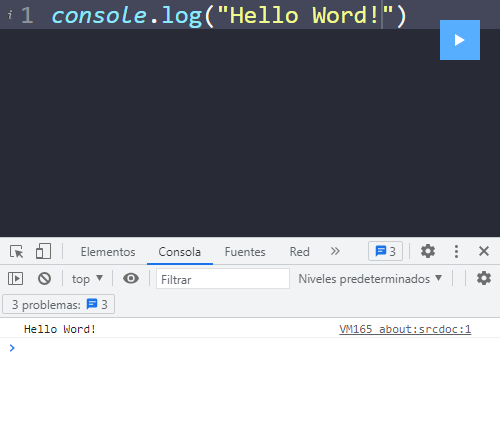 i 1 console.log("Hello Word!")
Elementos Consola Fuentes Red » 3
top ▾ Filtrar Niveles predeterminados ▾
3 problemas: 3
Hello Word! VM165 about:srcdoc:1
>